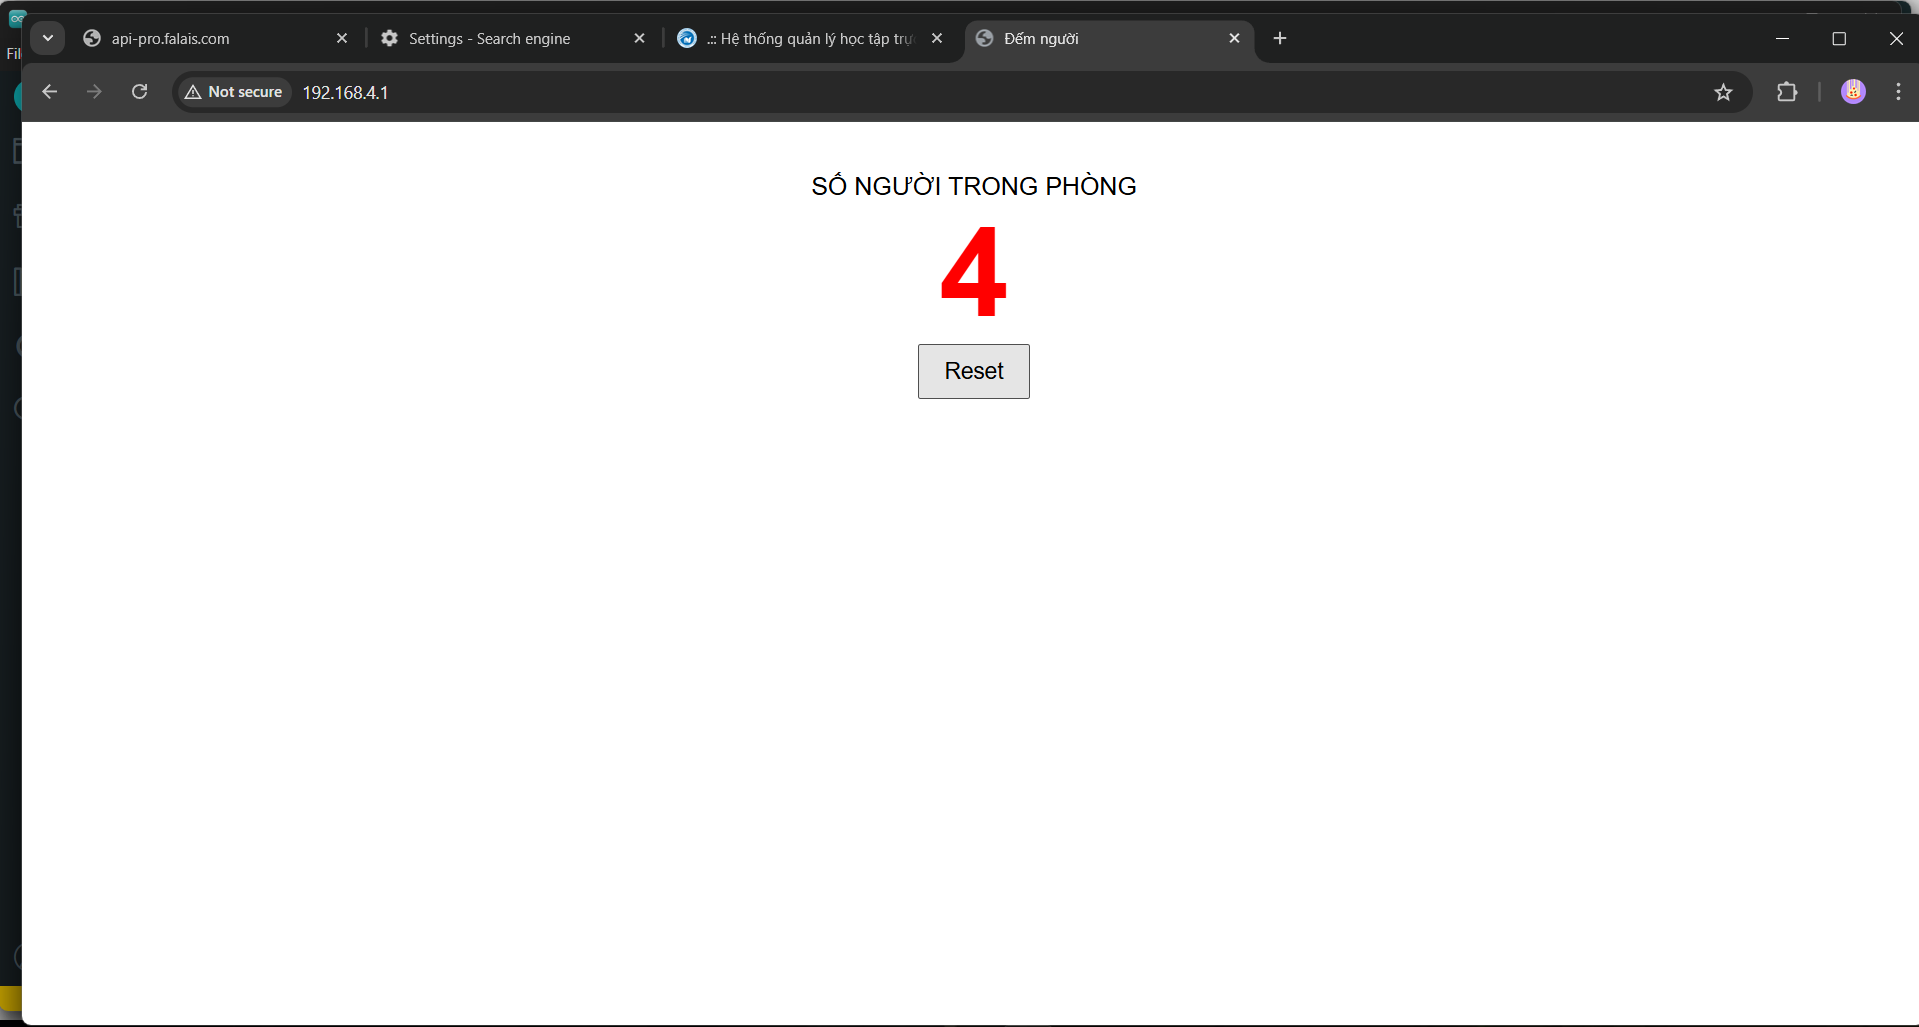 api-pro.falais.com
Settings - Search engine
.:: Hệ thống quản lý học tập trự
Đếm người
Fil
Not secure
192.168.4.1
SỐ NGƯỜI TRONG PHÒNG
4
Reset